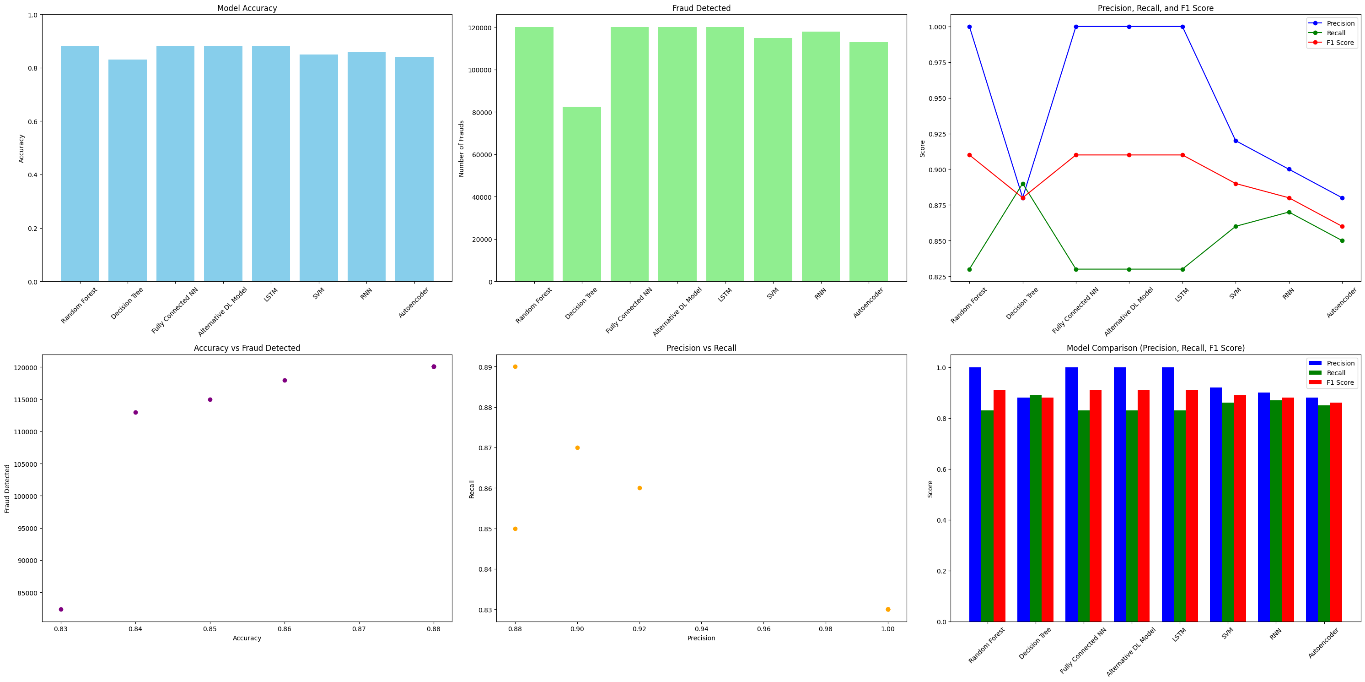 Model Accuracy
1.0
0.8
0.6
0.4
0.2
0.0
Accuracy
Random Forest
Decision Tree
Fully Connected NN
Alternative DL Model
LSTM
SVM
RNN
Autoencoder
Fraud Detected
120000
100000
80000
60000
40000
20000
0
Number of Frauds
Random Forest
Decision Tree
Fully Connected NN
Alternative DL Model
LSTM
SVM
RNN
Autoencoder
Precision, Recall, and F1 Score
Precision
Recall
F1 Score
1.000
0.975
0.950
0.925
0.900
0.875
0.850
0.825
Score
Random Forest
Decision Tree
Fully Connected NN
Alternative DL Model
LSTM
SVM
RNN
Autoencoder
Accuracy vs Fraud Detected
120000
115000
110000
105000
100000
95000
90000
85000
Fraud Detected
0.83
0.84
0.85
0.86
0.87
0.88
Accuracy
Precision vs Recall
0.89
0.88
0.87
0.86
0.85
0.84
0.83
Recall
0.88
0.90
0.92
0.94
0.96
0.98
1.00
Precision
Model Comparison (Precision, Recall, F1 Score)
Precision
Recall
F1 Score
1.0
0.8
0.6
0.4
0.2
0.0
Score
Random Forest
Decision Tree
Fully Connected NN
Alternative DL Model
LSTM
SVM
RNN
Autoencoder